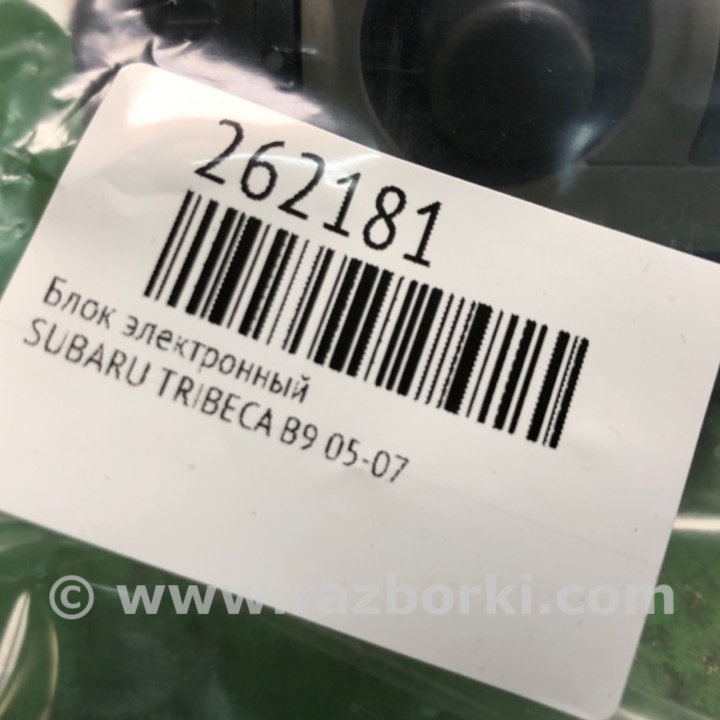 262181
Блок электронный
SUBARU TRIBECA B9 05-07
© www.razborki.com